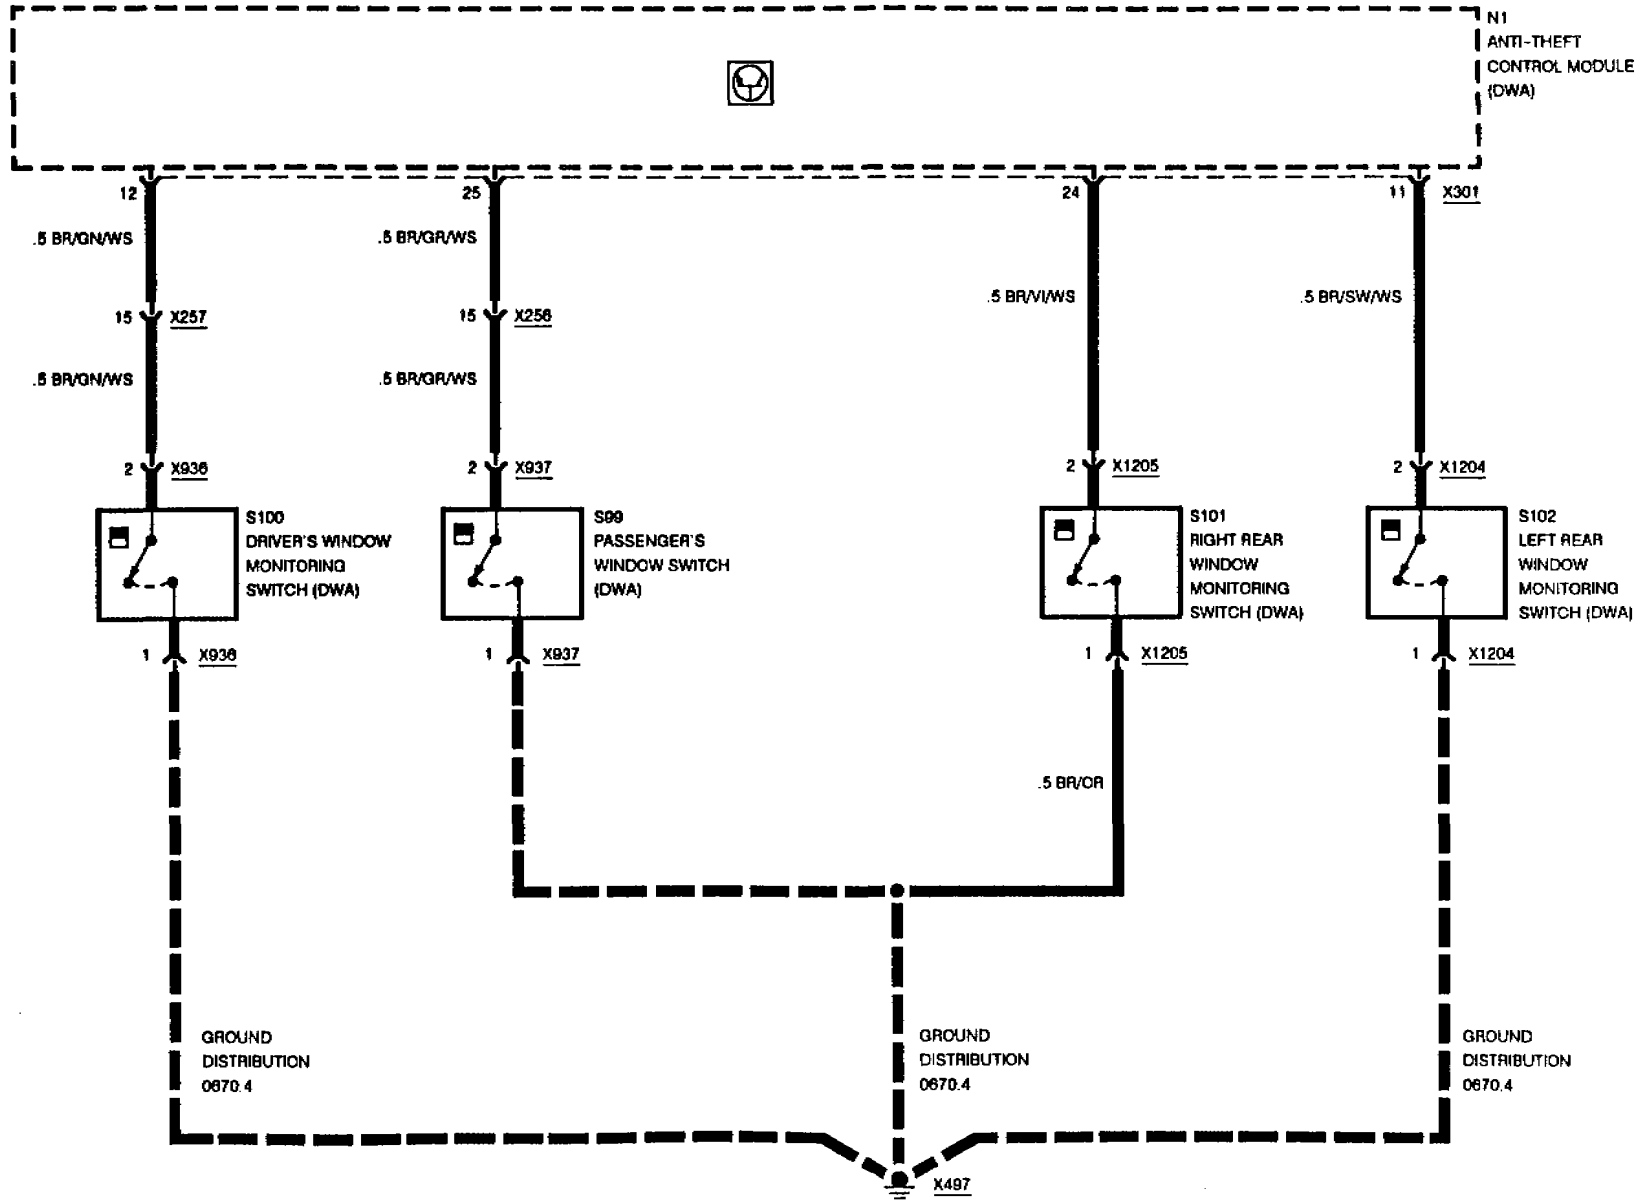 N1
ANTI-THEFT
CONTROL MODULE
(DWA)
12
25
24
11
X301
.5 BR/GN/WS
.5 BR/GR/WS
.5 BR/VI/WS
.5 BR/SW/WS
15
X257
15
X256
.5 BR/GN/WS
.5 BR/GR/WS
2
X936
2
X937
2
X1205
2
X1204
S100
DRIVER'S WINDOW
MONITORING
SWITCH (DWA)
S99
PASSENGER'S
WINDOW SWITCH
(DWA)
S101
RIGHT REAR
WINDOW
MONITORING
SWITCH (DWA)
S102
LEFT REAR
WINDOW
MONITORING
SWITCH (DWA)
1
X936
1
X937
1
X1205
1
X1204
.5 BR/OR
GROUND
DISTRIBUTION
0670.4
GROUND
DISTRIBUTION
0670.4
GROUND
DISTRIBUTION
0670.4
X497